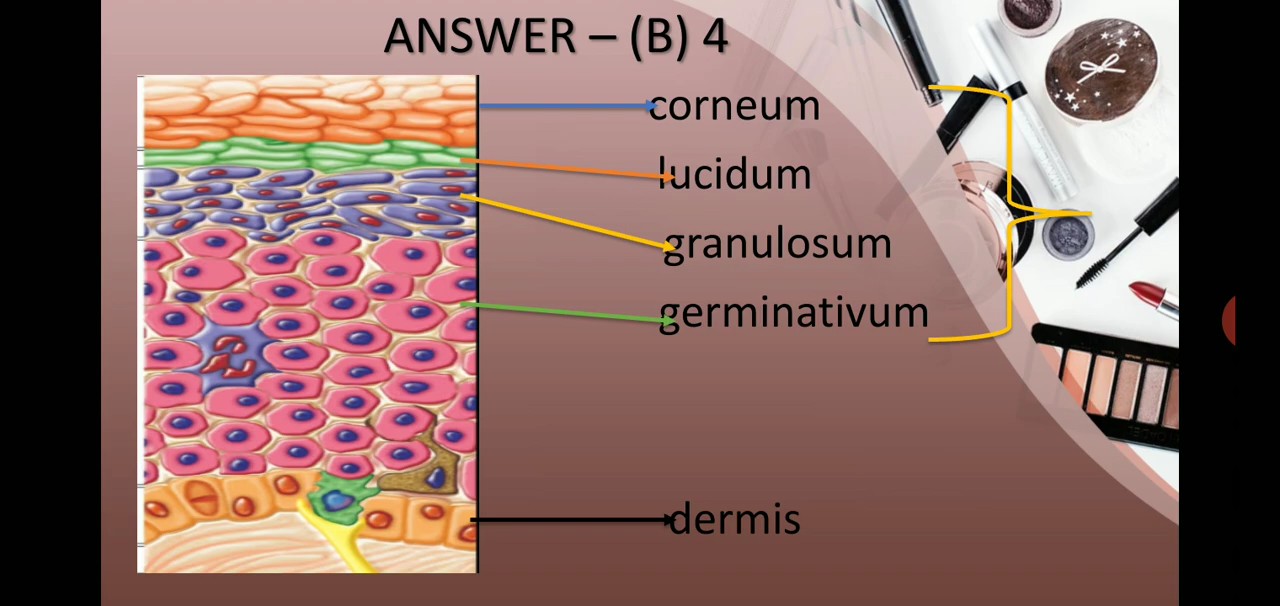 ANSWER – (B) 4
corneum
lucidum
granulosum
germinativum
dermis